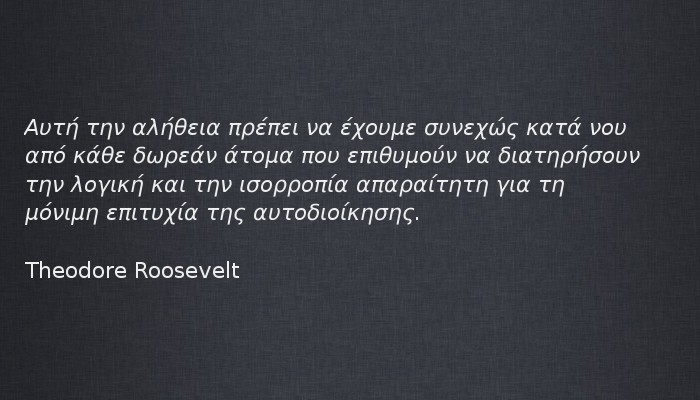 Αυτή την αλήθεια πρέπει να έχουμε συνεχώς κατά νου
από κάθε δωρεάν άτομα που επιθυμούν να διατηρήσουν
την λογική και την ισορροπία απαραίτητη για τη
μόνιμη επιτυχία της αυτοδιοίκησης.
Theodore Roosevelt